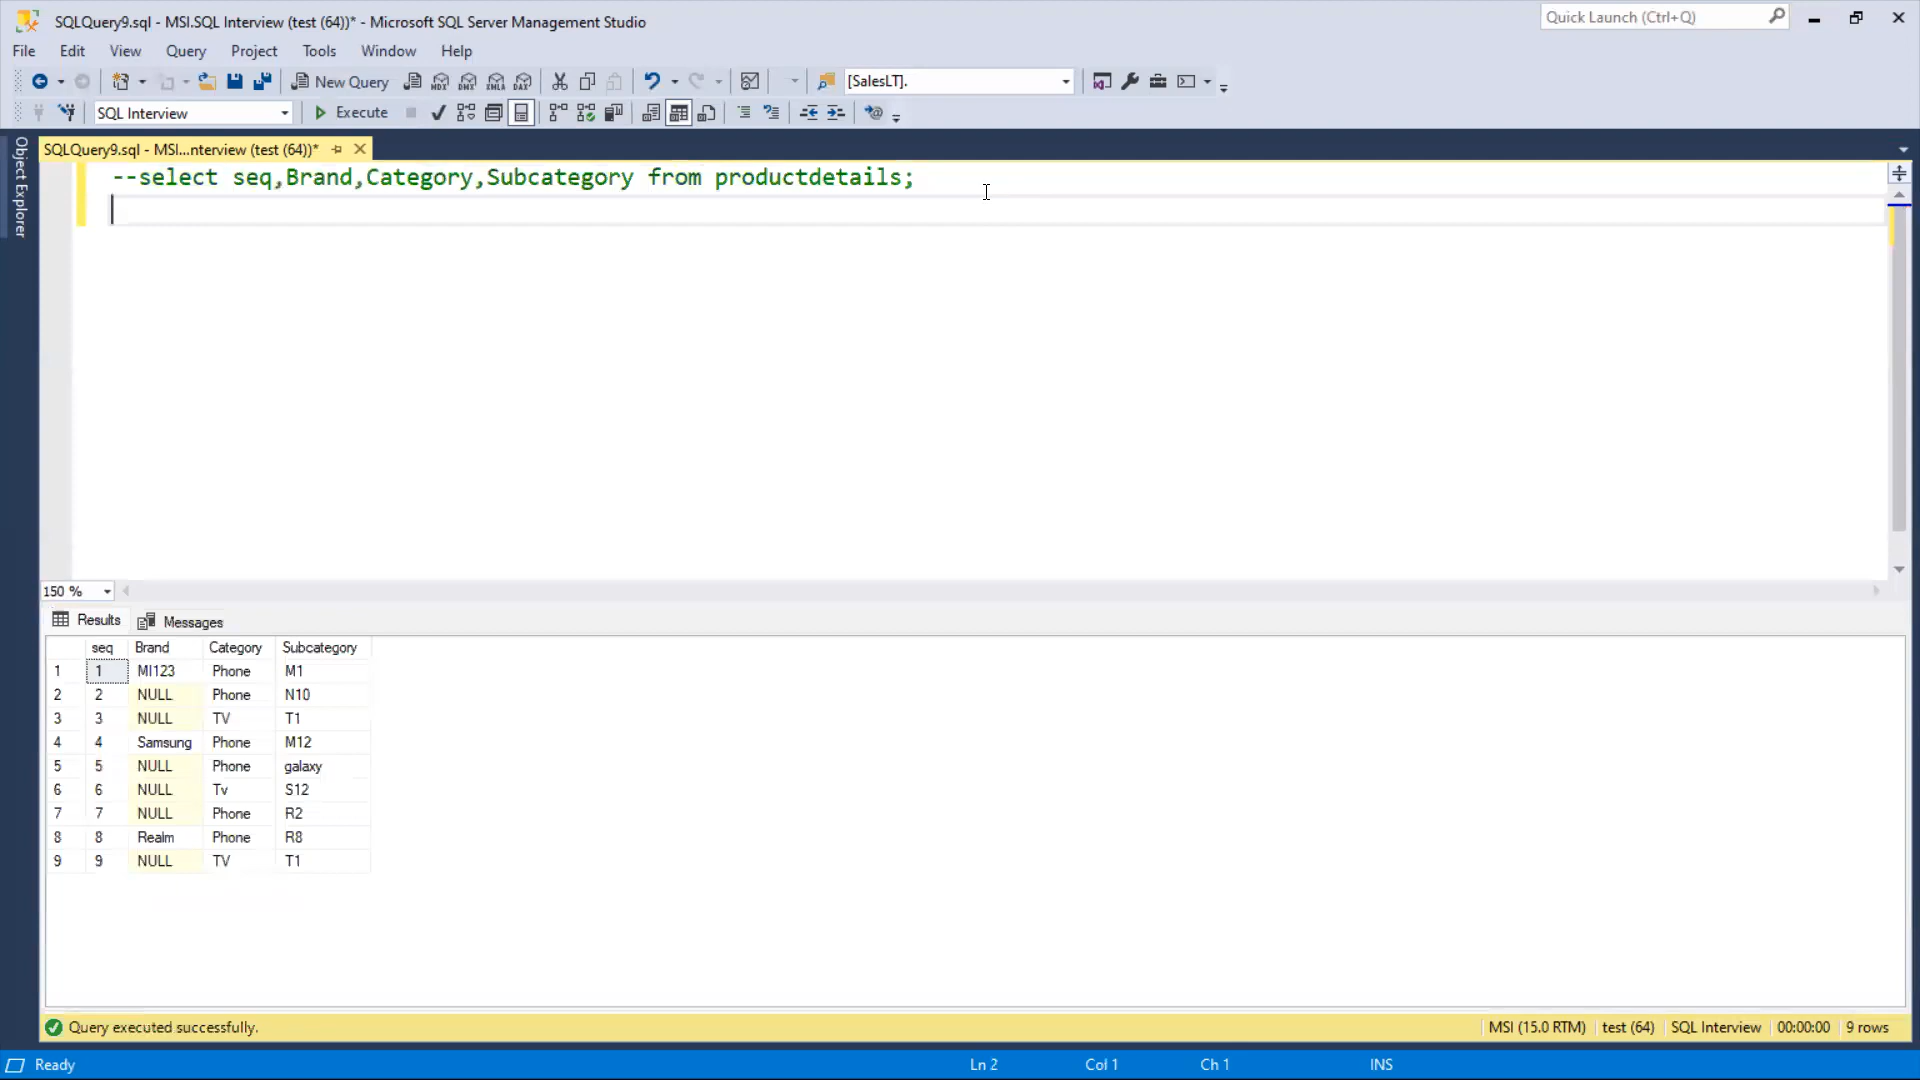 SQLQuery9.sql - MSI.SQL Interview (test (64))* - Microsoft SQL Server Management Studio
Quick Launch (Ctrl+Q)
File Edit View Query Project Tools Window Help
New Query MDX DMX XMLA DAX [SalesLT].
SQL Interview Execute
Object Explorer
SQLQuery9.sql - MSI...nterview (test (64))*
--select seq,Brand,Category,Subcategory from productdetails;
150 %
Results Messages
seq Brand Category Subcategory
1 1 MI123 Phone M1
2 2 NULL Phone N10
3 3 NULL TV T1
4 4 Samsung Phone M12
5 5 NULL Phone galaxy
6 6 NULL Tv S12
7 7 NULL Phone R2
8 8 Realm Phone R8
9 9 NULL TV T1
Query executed successfully. MSI (15.0 RTM) test (64) SQL Interview 00:00:00 9 rows
Ready Ln 2 Col 1 Ch 1 INS